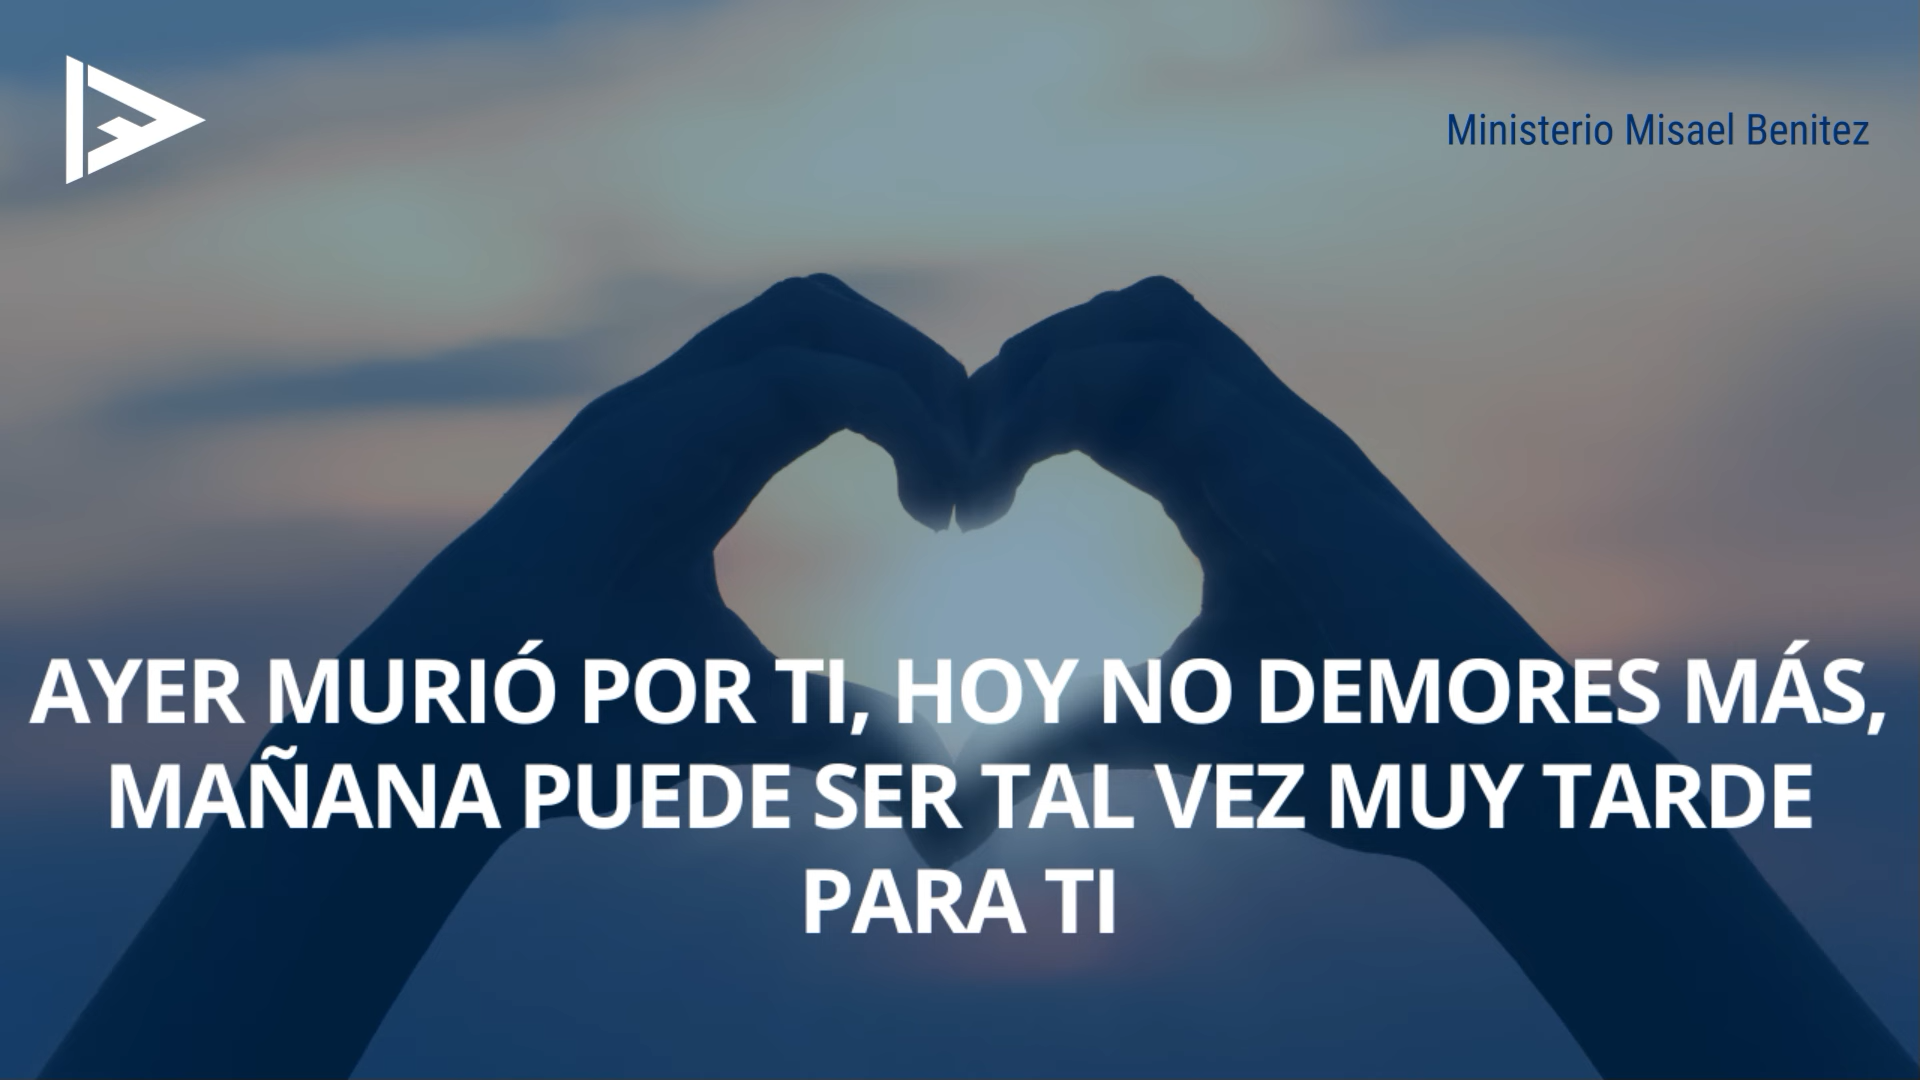 Ministerio Misael Benitez
AYER MURIÓ POR TI, HOY NO DEMORES MÁS,
MAÑANA PUEDE SER TAL VEZ MUY TARDE
PARA TI